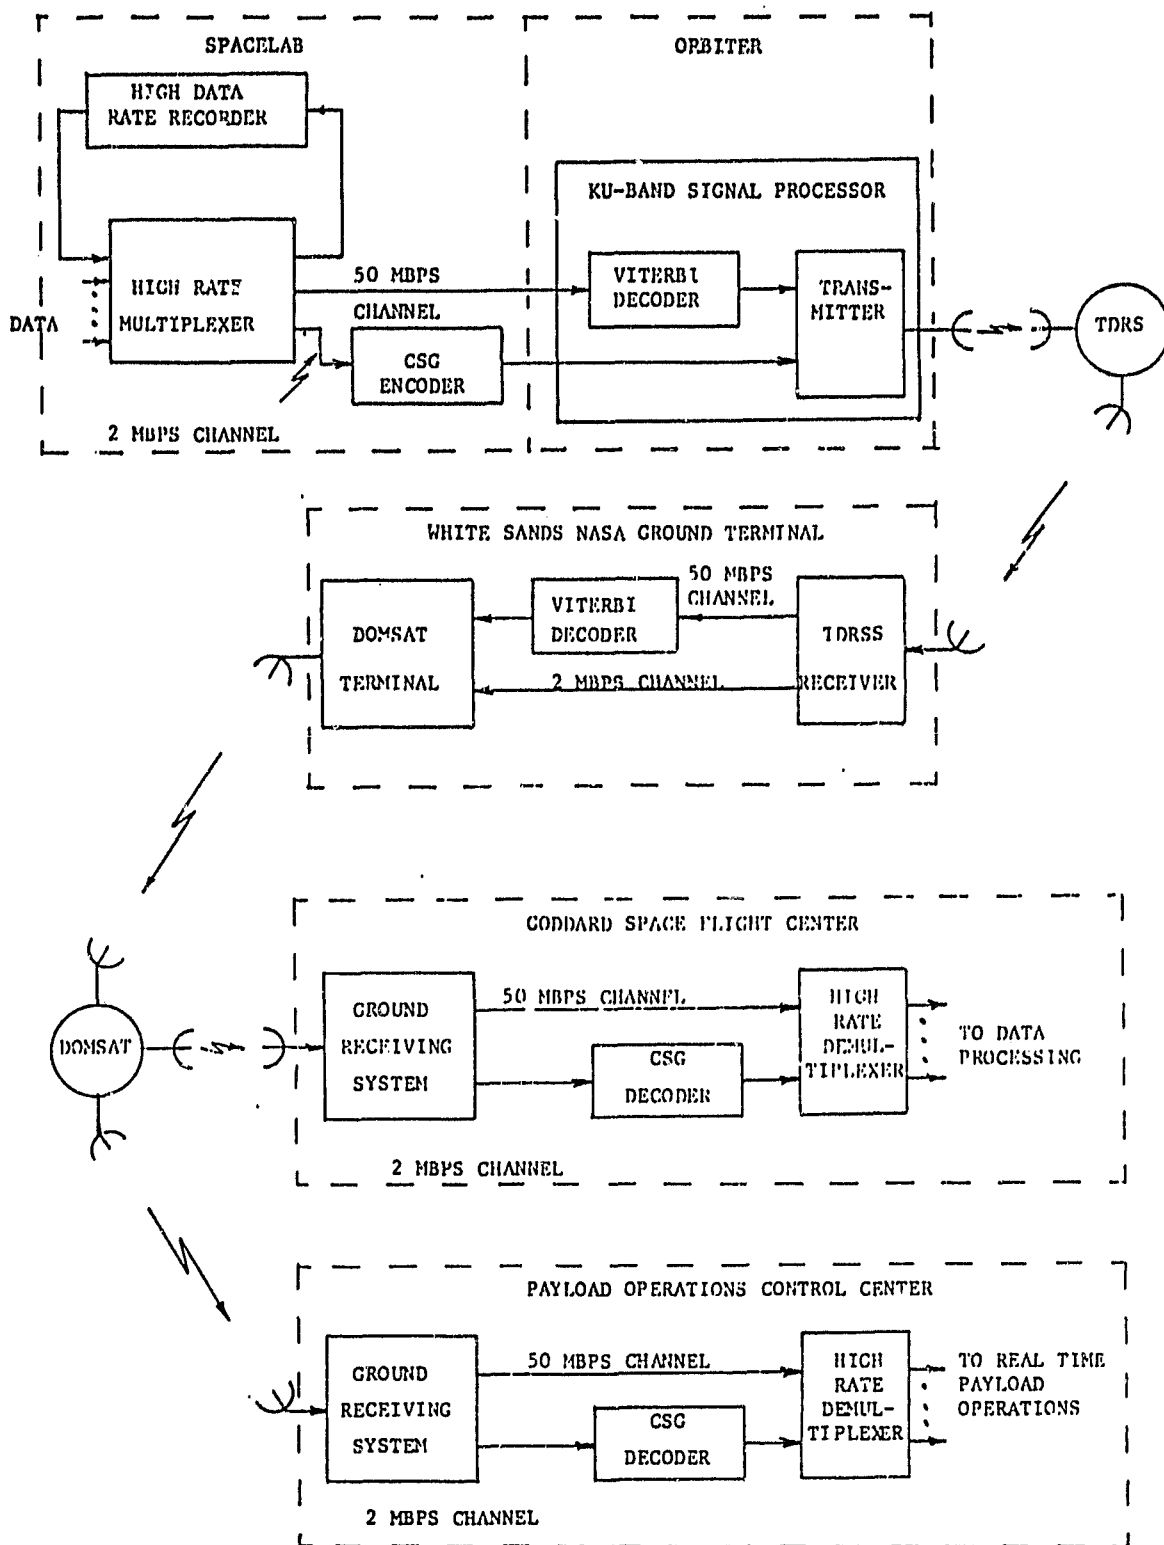 SPACELAB
ORBITER
HIGH DATA
RATE RECORDER
KU-BAND SIGNAL PROCESSOR
HIGH RATE
MULTIPLEXER
DATA
50 MBPS
CHANNEL
VITERBI
DECODER
TRANS-
MITTER
TDRS
CSG
ENCODER
2 MBPS CHANNEL
WHITE SANDS NASA GROUND TERMINAL
DOMSAT
TERMINAL
VITERBI
DECODER
50 MBPS
CHANNEL
2 MBPS CHANNEL
TDRSS
RECEIVER
GODDARD SPACE FLIGHT CENTER
DOMSAT
GROUND
RECEIVING
SYSTEM
50 MBPS CHANNEL
CSG
DECODER
HIGH
RATE
DEMUL-
TIPLEXER
TO DATA
PROCESSING
2 MBPS CHANNEL
PAYLOAD OPERATIONS CONTROL CENTER
GROUND
RECEIVING
SYSTEM
50 MBPS CHANNEL
CSG
DECODER
HIGH
RATE
DEMUL-
TIPLEXER
TO REAL TIME
PAYLOAD
OPERATIONS
2 MBPS CHANNEL